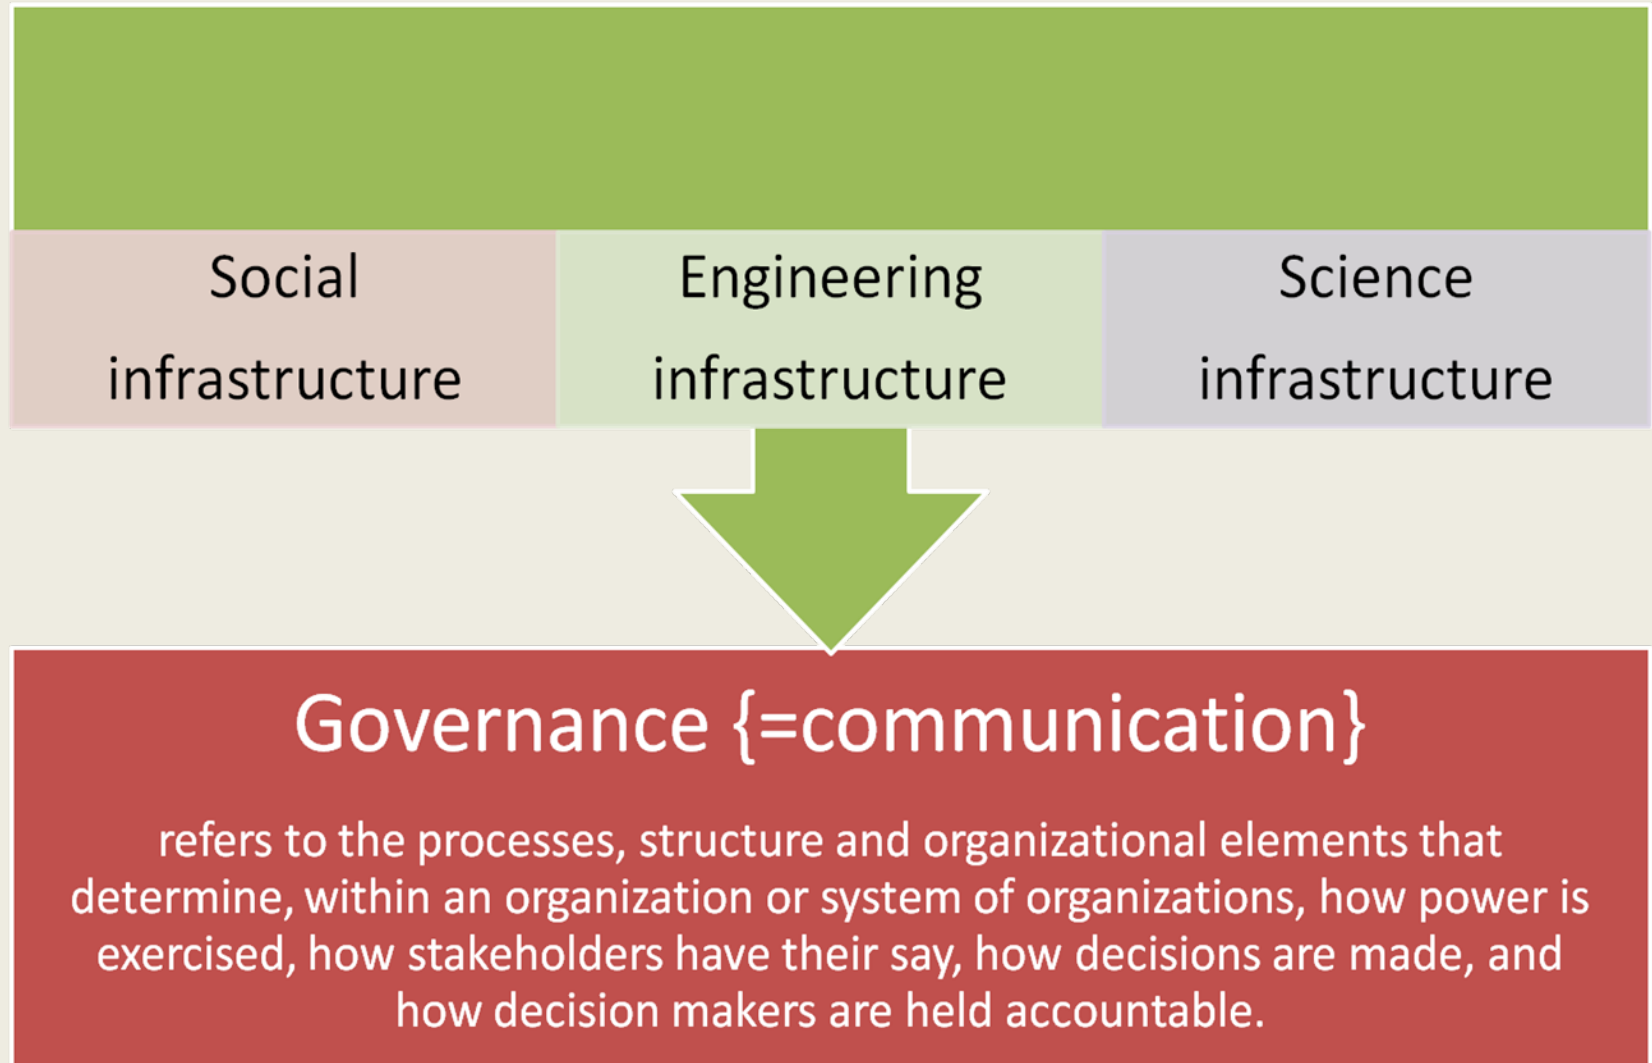 Social
infrastructure
Engineering
infrastructure
Science
infrastructure
Governance {=communication}
refers to the processes, structure and organizational elements that
determine, within an organization or system of organizations, how power is
exercised, how stakeholders have their say, how decisions are made, and
how decision makers are held accountable.